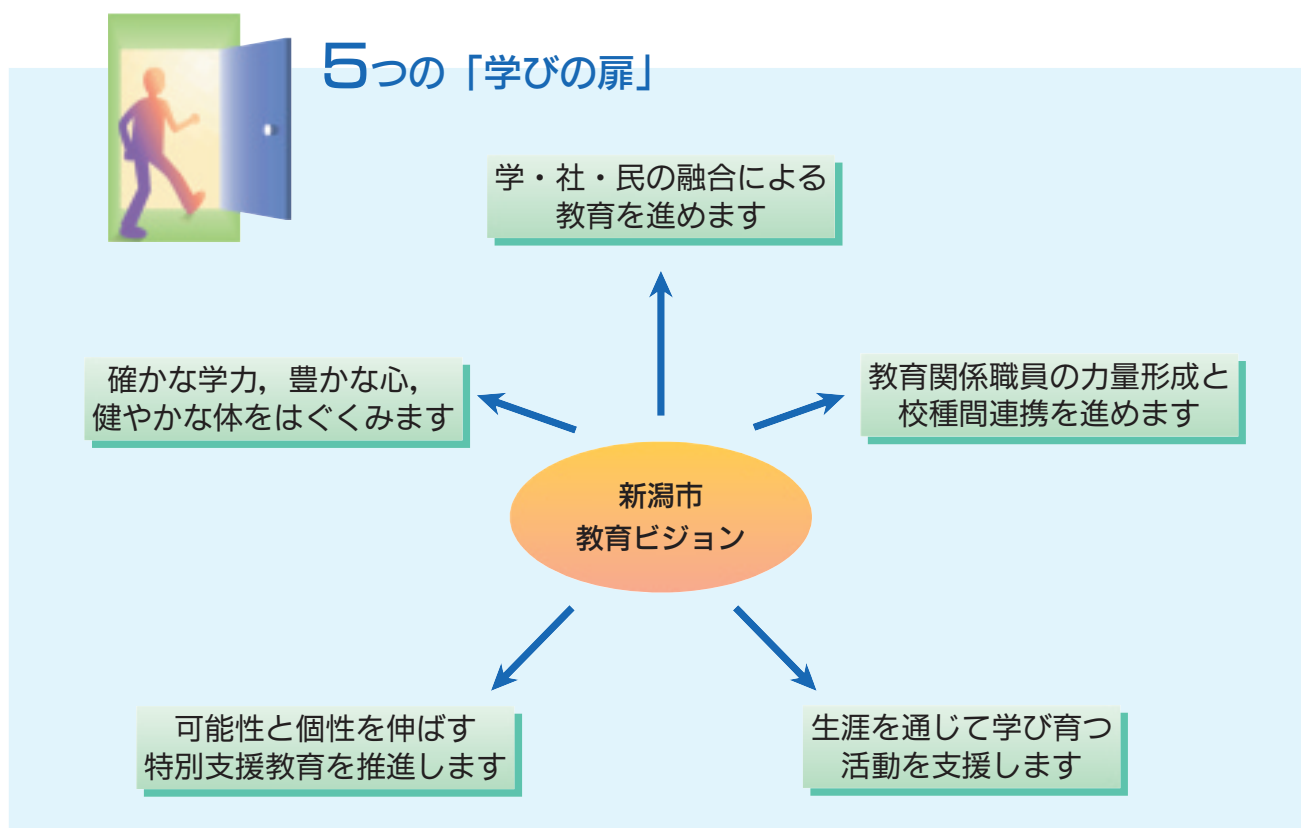 5つの「学びの扉」
学・社・民の融合による
教育を進めます
確かな学力，豊かな心，
健やかな体をはぐくみます
教育関係職員の力量形成と
校種間連携を進めます
新潟市
教育ビジョン
可能性と個性を伸ばす
特別支援教育を推進します
生涯を通じて学び育つ
活動を支援します